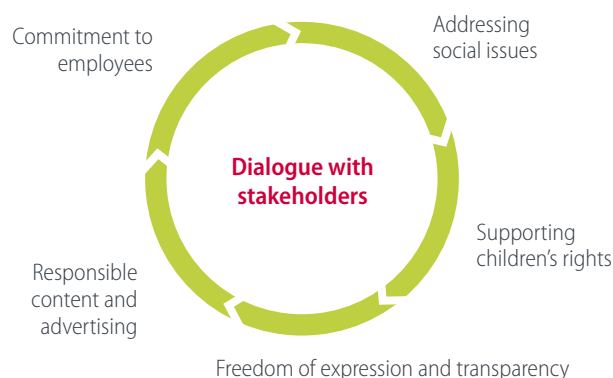 Commitment to
employees
Addressing
social issues
Dialogue with
stakeholders
Supporting
children’s rights
Responsible
content and
advertising
Freedom of expression and transparency